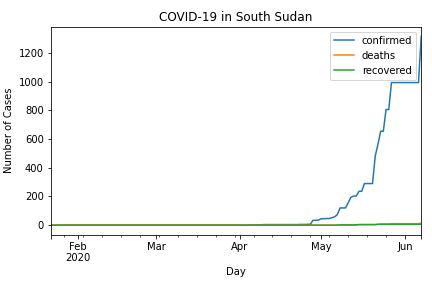 COVID-19 in South Sudan
confirmed
deaths
recovered
Number of Cases
1200
1000
800
600
400
200
0
Feb
2020
Mar
Apr
May
Jun
Day